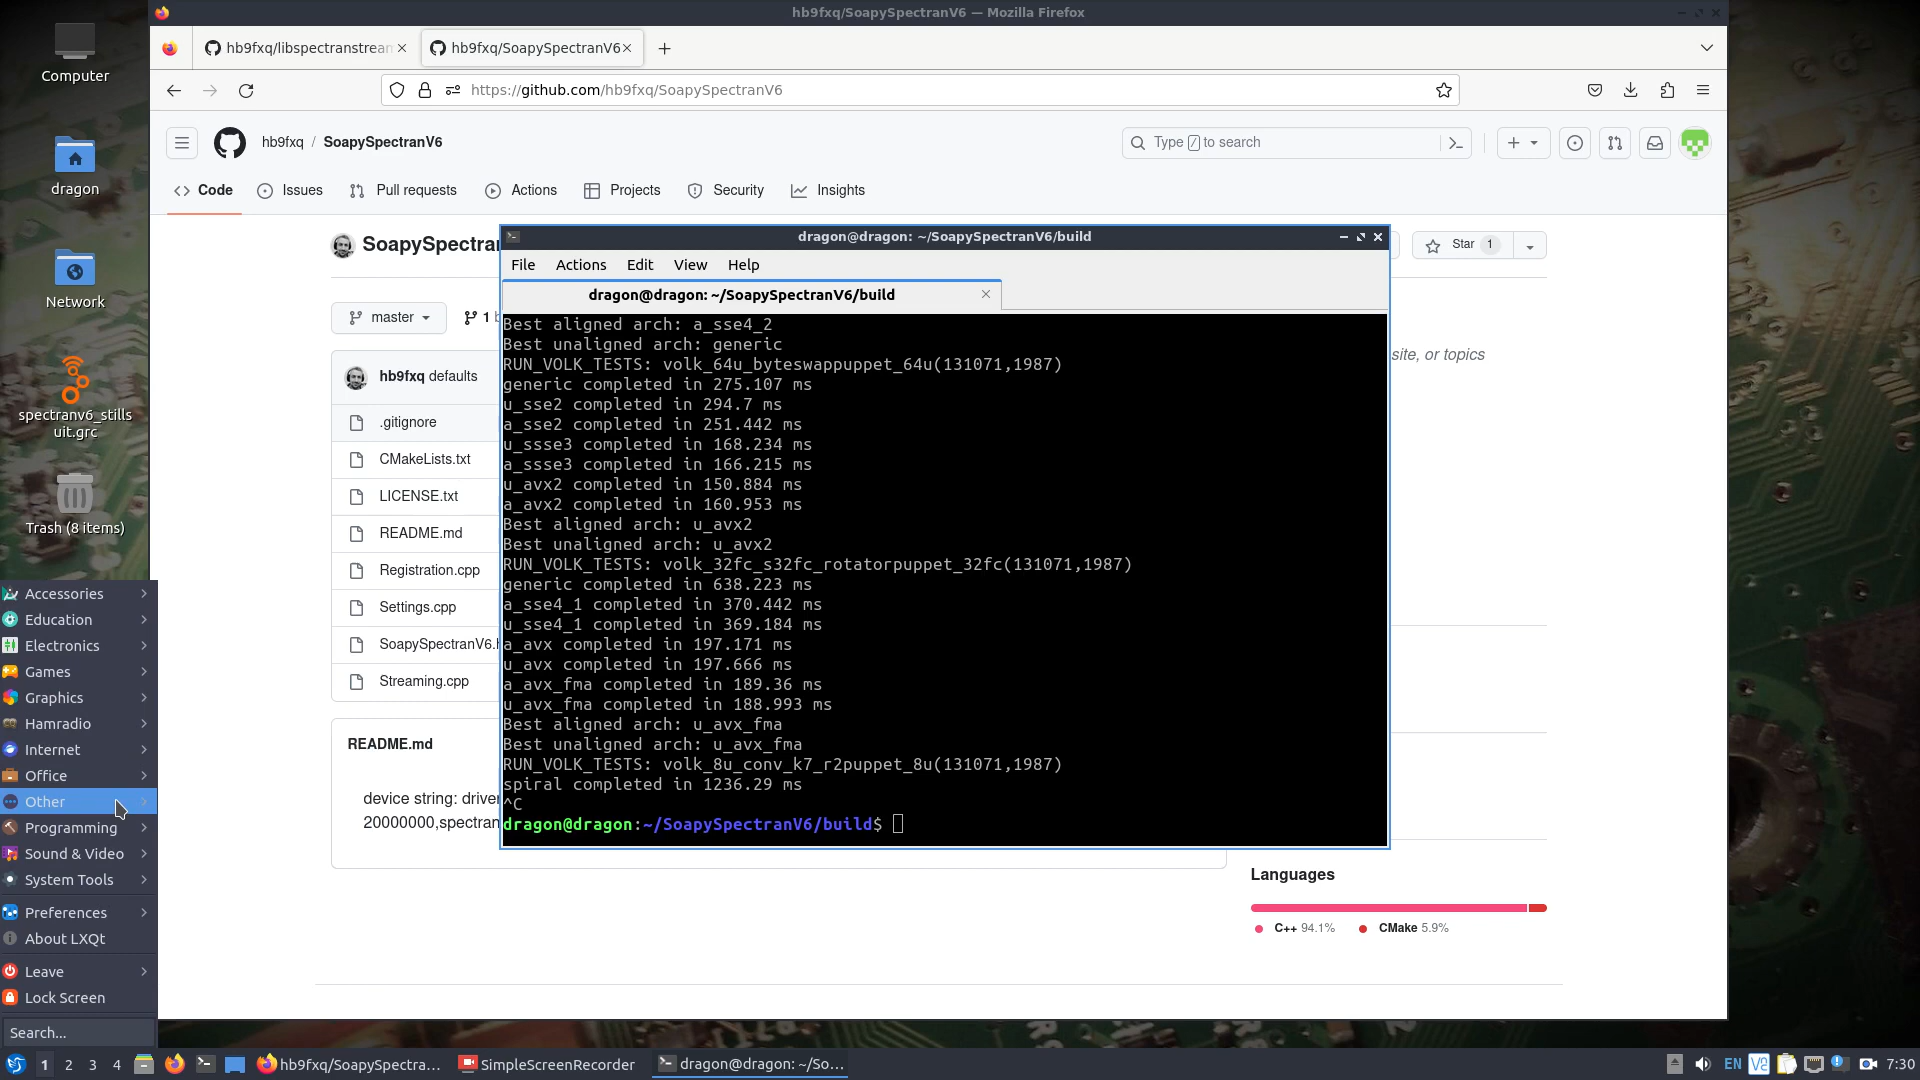 hb9fxq/SoapySpectranV6 — Mozilla Firefox
Computer
dragon
Network
spectranv6_stills
uit.grc
Trash (8 items)
hb9fxq/libspectranstrean
hb9fxq/SoapySpectranV6
https://github.com/hb9fxq/SoapySpectranV6
hb9fxq / SoapySpectranV6
Type / to search
Code
Issues
Pull requests
Actions
Projects
Security
Insights
SoapySpectran
Star 1
master
1 b
site, or topics
hb9fxq defaults
.gitignore
CMakeLists.txt
LICENSE.txt
README.md
Registration.cpp
Settings.cpp
SoapySpectranV6.h
Streaming.cpp
README.md
device string: driver
20000000,spectran
Languages
C++ 94.1%
CMake 5.9%
dragon@dragon: ~/SoapySpectranV6/build
File Actions Edit View Help
dragon@dragon: ~/SoapySpectranV6/build
Best aligned arch: a_sse4_2
Best unaligned arch: generic
RUN_VOLK_TESTS: volk_64u_byteswappuppet_64u(131071,1987)
generic completed in 275.107 ms
u_sse2 completed in 294.7 ms
a_sse2 completed in 251.442 ms
u_ssse3 completed in 168.234 ms
a_ssse3 completed in 166.215 ms
u_avx2 completed in 150.884 ms
a_avx2 completed in 160.953 ms
Best aligned arch: u_avx2
Best unaligned arch: u_avx2
RUN_VOLK_TESTS: volk_32fc_s32fc_rotatorpuppet_32fc(131071,1987)
generic completed in 638.223 ms
a_sse4_1 completed in 370.442 ms
u_sse4_1 completed in 369.184 ms
a_avx completed in 197.171 ms
u_avx completed in 197.666 ms
a_avx_fma completed in 189.36 ms
u_avx_fma completed in 188.993 ms
Best aligned arch: u_avx_fma
Best unaligned arch: u_avx_fma
RUN_VOLK_TESTS: volk_8u_conv_k7_r2puppet_8u(131071,1987)
spiral completed in 1236.29 ms
^C
dragon@dragon:~/SoapySpectranV6/build$
Accessories
Education
Electronics
Games
Graphics
Hamradio
Internet
Office
Other
Programming
Sound & Video
System Tools
Preferences
About LXQt
Leave
Lock Screen
Search...
1 2 3 4
hb9fxq/SoapySpectra...
SimpleScreenRecorder
dragon@dragon: ~/So...
EN
7:30